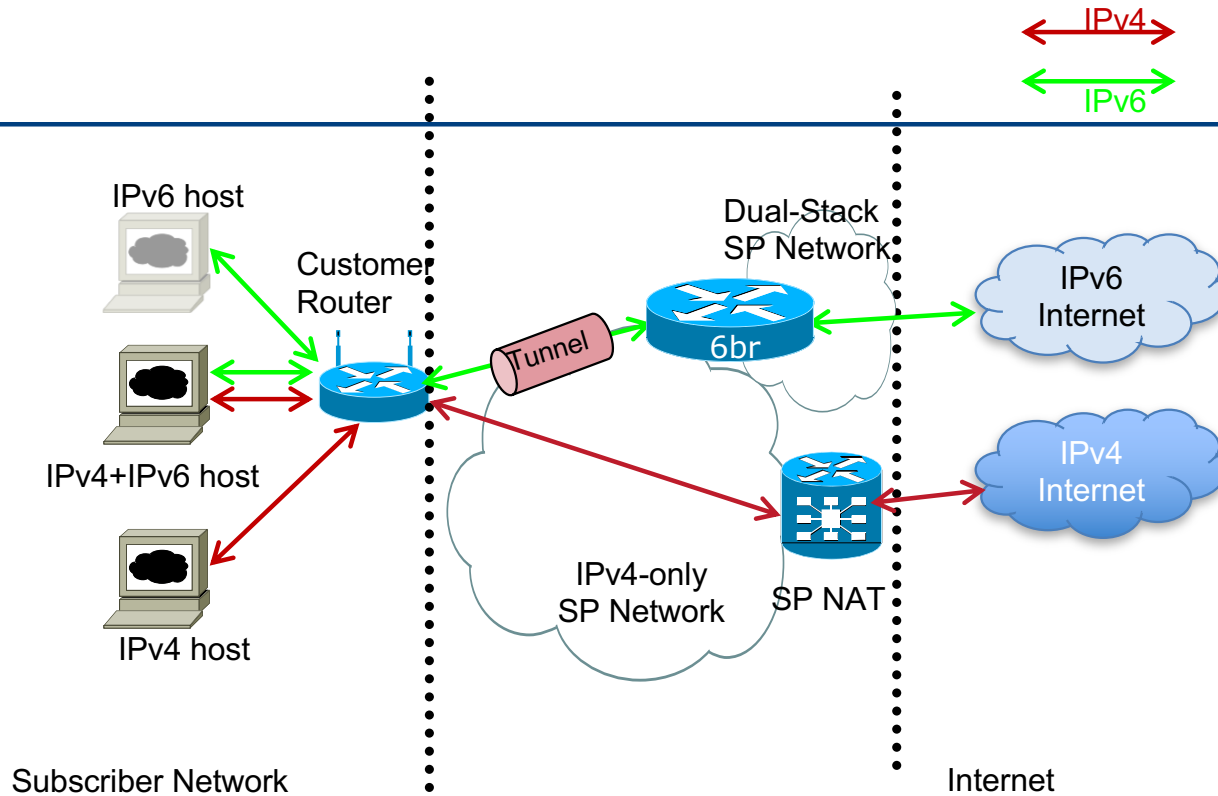 IPv4
IPv6
IPv6 host
Customer
Router
Dual-Stack
SP Network
Tunnel
6br
IPv6
Internet
IPv4+IPv6 host
IPv4
Internet
IPv4-only
SP Network
SP NAT
IPv4 host
Subscriber Network
Internet